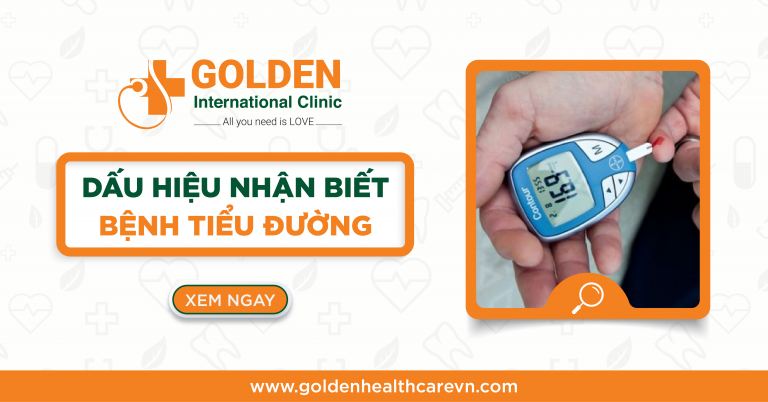 GOLDEN
International Clinic
All you need is LOVE
DẤU HIỆU NHẬN BIẾT
BỆNH TIỂU ĐƯỜNG
XEM NGAY
M
Contour
www.goldenhealthcarevn.com